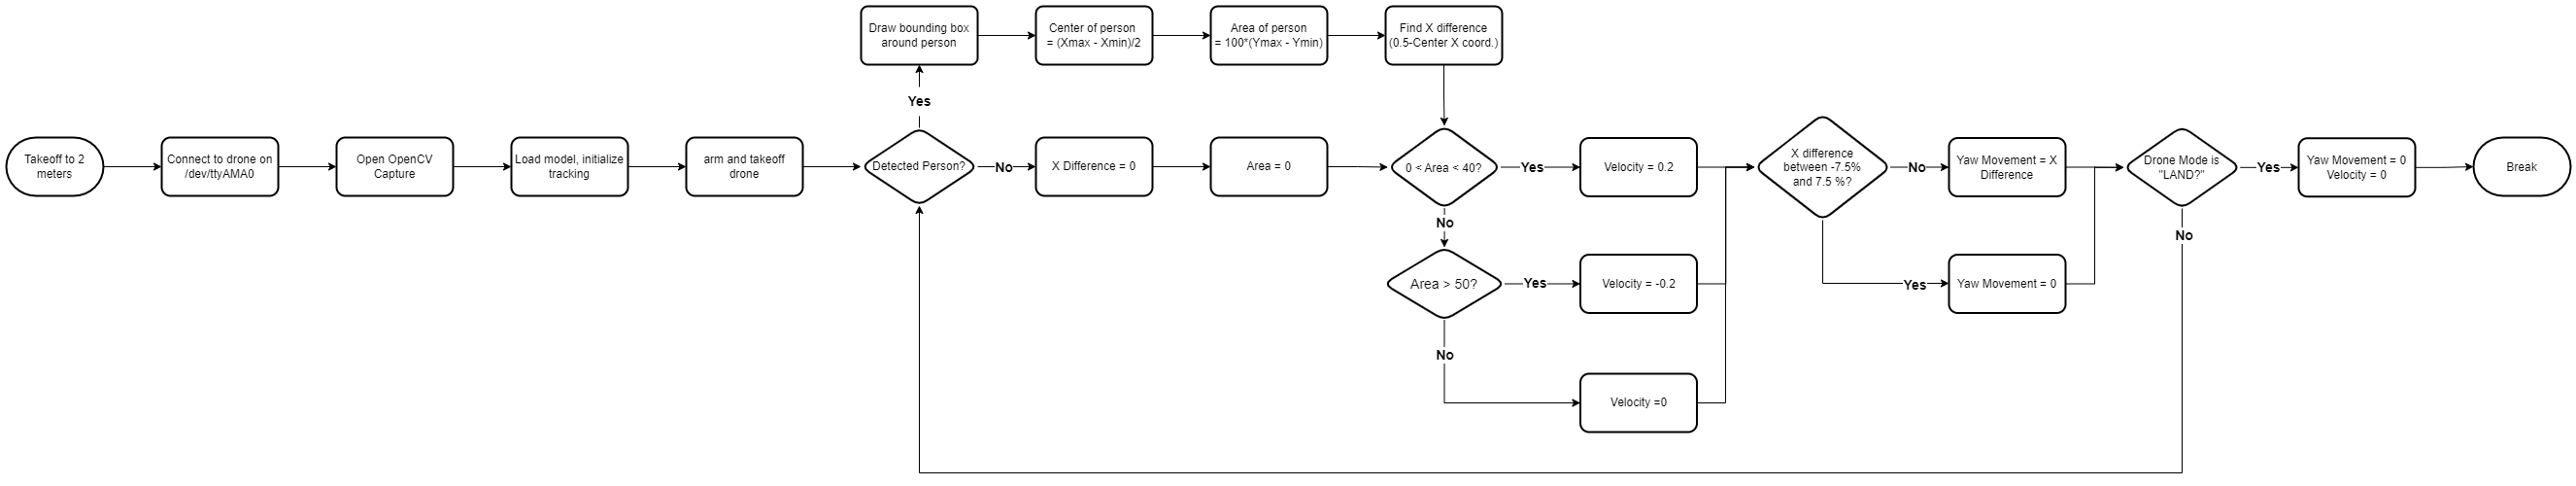 Draw bounding box
around person
Center of person
= (Xmax - Xmin)/2
Area of person
= 100*(Ymax - Ymin)
Find X difference
(0.5-Center X coord.)
Yes
Takeoff to 2
meters
Connect to drone on
/dev/ttyAMA0
Open OpenCV
Capture
Load model, initialize
tracking
arm and takeoff
drone
Detected Person?
No
X Difference = 0
Area = 0
0 < Area < 40?
Yes
Velocity = 0.2
X difference
between -7.5%
and 7.5 %?
No
Yaw Movement = X
Difference
Drone Mode is
"LAND?"
Yes
Yaw Movement = 0
Velocity = 0
Break
No
No
Area > 50?
Yes
Velocity = -0.2
Yes
Yaw Movement = 0
No
Velocity =0